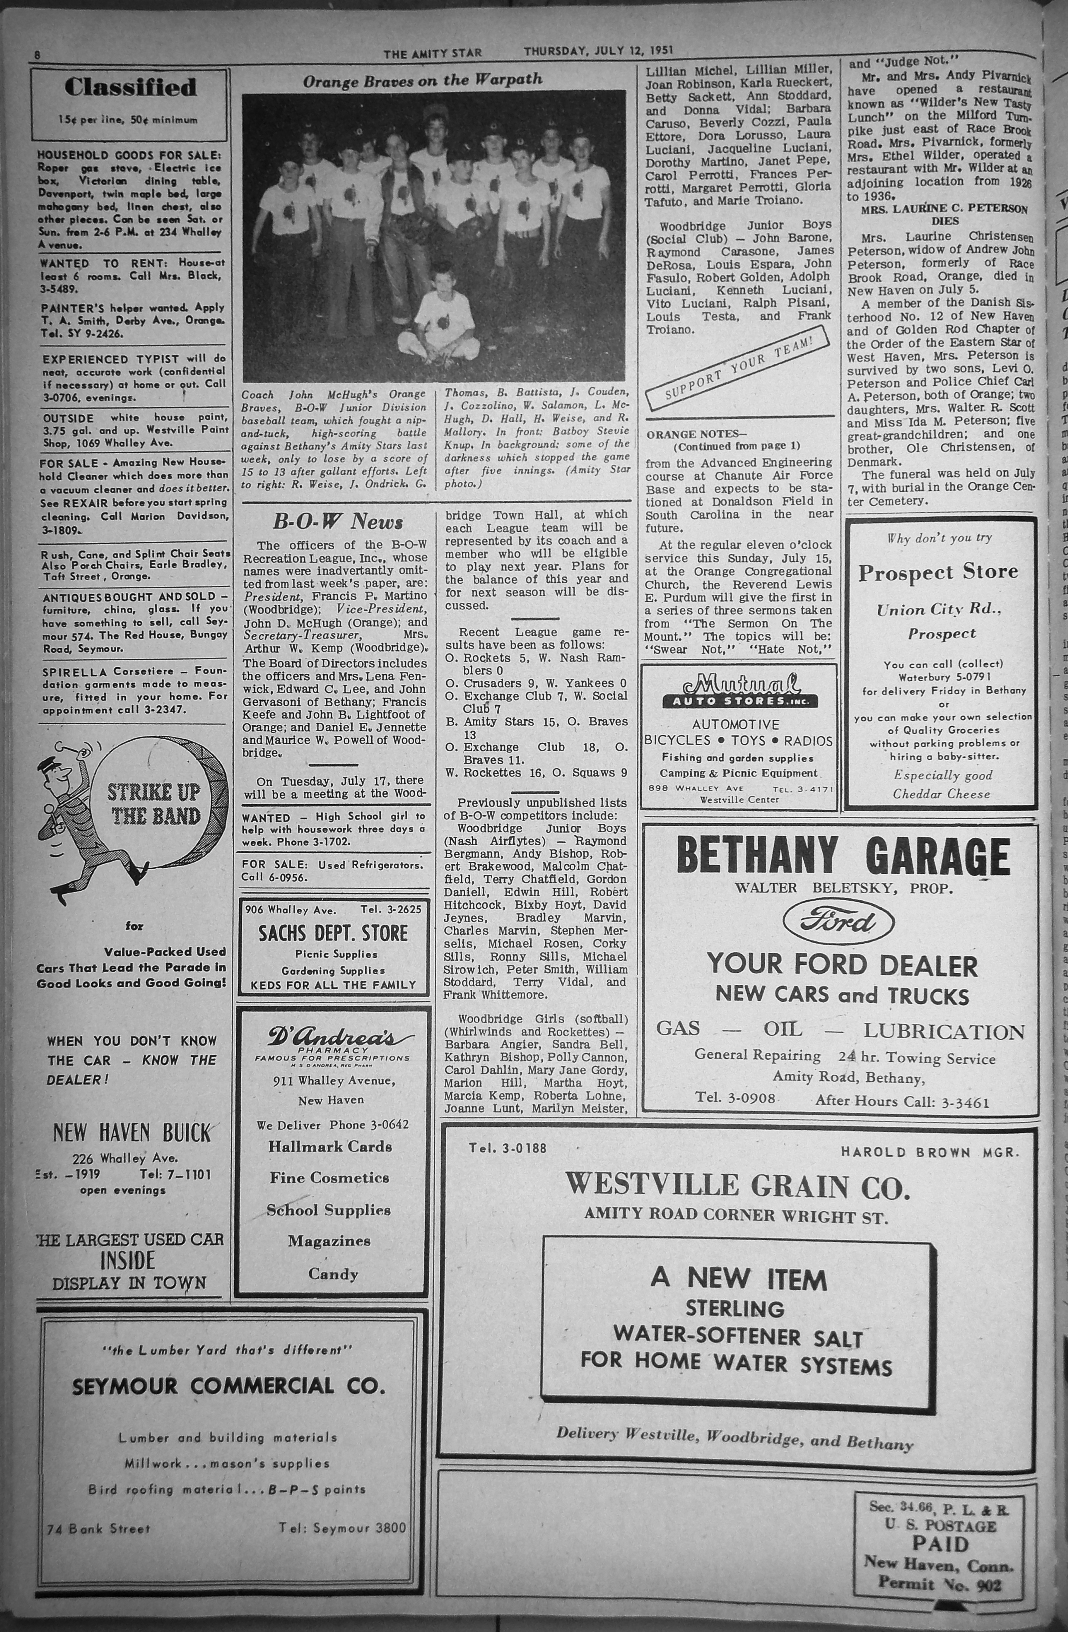 8
THE AMITY STAR THURSDAY, JULY 12, 1951
Classified
15¢ per line, 50¢ minimum
HOUSEHOLD GOODS FOR SALE:
Roper gas stove, Electric ice
box, Victorian dining table,
Davenport, twin maple bed, large
mahogany bed, linen chest, also
other pieces. Can be seen Sat. or
Sun. from 2-6 P.M. at 234 Whalley
Avenue.
WANTED TO RENT: House-at
least 6 rooms. Call Mrs. Black,
3-5489.
PAINTER'S helper wanted. Apply
T. A. Smith, Derby Ave., Orange.
Tel. SY 9-2426.
EXPERIENCED TYPIST will do
neat, accurate work (confidential
if necessary) at home or out. Call
3-0706, evenings.
OUTSIDE white house paint,
3.75 gal. and up. Westville Paint
Shop, 1069 Whalley Ave.
FOR SALE - Amazing New House-
hold Cleaner which does more than
a vacuum cleaner and does it better.
See REXAIR before you start spring
cleaning. Call Marion Davidson,
3-1809.
Rush, Cane, and Splint Chair Seats
Also Porch Chairs, Earle Bradley,
Taft Street, Orange.
ANTIQUES BOUGHT AND SOLD -
furniture, china, glass. If you
have something to sell, call Sey-
mour 574. The Red House, Bungay
Road, Seymour.
SPIRELLA Corsetiere - Foun-
dation garments made to meas-
ure, fitted in your home. For
appointment call 3-2347.
STRIKE UP
THE BAND
for
Value-Packed Used
Cars That Lead the Parade in
Good Looks and Good Going!
WHEN YOU DON'T KNOW
THE CAR - KNOW THE
DEALER!
NEW HAVEN BUICK
226 Whalley Ave.
Est. -1919 Tel: 7-1101
open evenings
HE LARGEST USED CAR
INSIDE
DISPLAY IN TOWN
Orange Braves on the Warpath
Coach John McHugh's Orange
Braves, B-O-W Junior Division
baseball team, which fought a nip-
and-tuck, high-scoring battle
against Bethany's Amity Stars last
week, only to lose by a score of
15 to 13 after gallant efforts. Left
to right: R. Weise, J. Ondrick. G.
Thomas, B. Battista, J. Couden,
J. Cozzolino, W. Salamon, L. Mc-
Hugh, D. Hall, H. Weise, and R.
Mallory. In front: Batboy Stevie
Knup. In background: some of the
darkness which stopped the game
after five innings. (Amity Star
photo.)
B-O-W News
The officers of the B-O-W
Recreation League, Inc., whose
names were inadvertantly omit-
ted from last week's paper, are:
President, Francis P. Martino
(Woodbridge); Vice-President,
John D. McHugh (Orange); and
Secretary-Treasurer, Mrs.
Arthur W. Kemp (Woodbridge).
The Board of Directors includes
the officers and Mrs. Lena Fen-
wick, Edward C. Lee, and John
Gervasoni of Bethany; Francis
Keefe and John B. Lightfoot of
Orange; and Daniel E. Jennette
and Maurice W. Powell of Wood-
bridge.
On Tuesday, July 17, there
will be a meeting at the Wood-
WANTED - High School girl to
help with housework three days a
week. Phone 3-1702.
FOR SALE: Used Refrigerators.
Call 6-0956.
906 Whalley Ave. Tel. 3-2625
SACHS DEPT. STORE
Picnic Supplies
Gardening Supplies
KEDS FOR ALL THE FAMILY
D'Andrea's
PHARMACY
FAMOUS FOR PRESCRIPTIONS
911 Whalley Avenue,
New Haven
We Deliver Phone 3-0642
Hallmark Cards
Fine Cosmetics
School Supplies
Magazines
Candy
bridge Town Hall, at which
each League team will be
represented by its coach and a
member who will be eligible
to play next year. Plans for
the balance of this year and
for next season will be dis-
cussed.
Recent League game re-
sults have been as follows:
O. Rockets 5, W. Nash Ram-
blers 0
O. Crusaders 9, W. Yankees 0
O. Exchange Club 7, W. Social
Club 7
B. Amity Stars 15, O. Braves
13
O. Exchange Club 18, O.
Braves 11.
W. Rockettes 16, O. Squaws 9
Previously unpublished lists
of B-O-W competitors include:
Woodbridge Junior Boys
(Nash Airflytes) - Raymond
Bergmann, Andy Bishop, Rob-
ert Brakewood, Malcolm Chat-
field, Terry Chatfield, Gordon
Daniell, Edwin Hill, Robert
Hitchcock, Bixby Hoyt, David
Jeynes, Bradley Marvin,
Charles Marvin, Stephen Mer-
sells, Michael Rosen, Corky
Sills, Ronny Sills, Michael
Sirowich, Peter Smith, William
Stoddard, Terry Vidal, and
Frank Whittemore.
Woodbridge Girls (softball)
(Whirlwinds and Rockettes) -
Barbara Angier, Sandra Bell,
Kathryn Bishop, Polly Cannon,
Carol Dahlin, Mary Jane Gordy,
Marion Hill, Martha Hoyt,
Marcia Kemp, Roberta Lohne,
Joanne Lunt, Marilyn Meister,
Lillian Michel, Lillian Miller,
Joan Robinson, Karla Rueckert,
Betty Sackett, Ann Stoddard,
and Donna Vidal; Barbara
Caruso, Beverly Cozzi, Paula
Ettore, Dora Lorusso, Laura
Luciani, Jacqueline Luciani,
Dorothy Martino, Janet Pepe,
Carol Perrotti, Frances Per-
rotti, Margaret Perrotti, Gloria
Tafuto, and Marie Troiano.
Woodbridge Junior Boys
(Social Club) - John Barone,
Raymond Carasone, James
DeRosa, Louis Espara, John
Fasulo, Robert Golden, Adolph
Luciani, Kenneth Luciani,
Vito Luciani, Ralph Pisani,
Louis Testa, and Frank
Troiano.
SUPPORT YOUR TEAM!
ORANGE NOTES-
(Continued from page 1)
from the Advanced Engineering
course at Chanute Air Force
Base and expects to be sta-
tioned at Donaldson Field in
South Carolina in the near
future.
At the regular eleven o'clock
service this Sunday, July 15,
at the Orange Congregational
Church, the Reverend Lewis
E. Purdum will give the first in
a series of three sermons taken
from "The Sermon On The
Mount." The topics will be:
"Swear Not," "Hate Not,"
and "Judge Not."
Mr. and Mrs. Andy Pivarnick
have opened a restaurant
known as "Wilder's New Tasty
Lunch" on the Milford Turn-
pike just east of Race Brook
Road. Mrs. Pivarnick, formerly
Mrs. Ethel Wilder, operated a
restaurant with Mr. Wilder at an
adjoining location from 1926
to 1936.
MRS. LAURINE C. PETERSON
DIES
Mrs. Laurine Christensen
Peterson, widow of Andrew John
Peterson, formerly of Race
Brook Road, Orange, died in
New Haven on July 5.
A member of the Danish Sis-
terhood No. 12 of New Haven
and of Golden Rod Chapter of
the Order of the Eastern Star of
West Haven, Mrs. Peterson is
survived by two sons, Levi O.
Peterson and Police Chief Carl
A. Peterson, both of Orange; two
daughters, Mrs. Walter R. Scott
and Miss Ida M. Peterson; five
great-grandchildren; and one
brother, Ole Christensen, of
Denmark.
The funeral was held on July
7, with burial in the Orange Cen-
ter Cemetery.
Mutual
AUTO STORES, INC.
AUTOMOTIVE
BICYCLES • TOYS • RADIOS
Fishing and garden supplies
Camping & Picnic Equipment
898 WHALLEY AVE TEL. 3-4171
Westville Center
Why don't you try
Prospect Store
Union City Rd.,
Prospect
You can call (collect)
Waterbury 5-0791
for delivery Friday in Bethany
or
you can make your own selection
of Quality Groceries
without parking problems or
hiring a baby-sitter.
Especially good
Cheddar Cheese
BETHANY GARAGE
WALTER BELETSKY, PROP.
Ford
YOUR FORD DEALER
NEW CARS and TRUCKS
GAS — OIL — LUBRICATION
General Repairing 24 hr. Towing Service
Amity Road, Bethany,
Tel. 3-0908 After Hours Call: 3-3461
Tel. 3-0188 HAROLD BROWN MGR.
WESTVILLE GRAIN CO.
AMITY ROAD CORNER WRIGHT ST.
A NEW ITEM
STERLING
WATER-SOFTENER SALT
FOR HOME WATER SYSTEMS
Delivery Westville, Woodbridge, and Bethany
"the Lumber Yard that's different"
SEYMOUR COMMERCIAL CO.
Lumber and building materials
Millwork...mason's supplies
Bird roofing material...B-P-S paints
74 Bank Street Tel: Seymour 3800
Sec. 34.66, P. L. & R.
U. S. POSTAGE
PAID
New Haven, Conn.
Permit No. 902